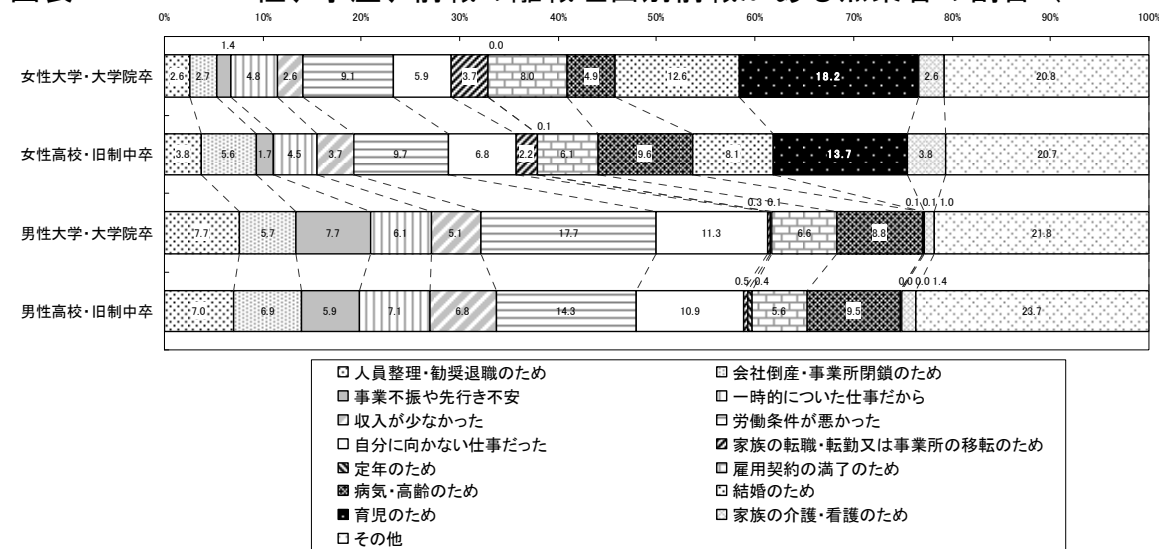 0% 10% 20% 30% 40% 50% 60% 70% 80% 90% 100%
1.4 0.0
女性大学・大学院卒 2.6 2.7 4.8 2.6 9.1 5.9 3.7 8.0 4.9 12.6 18.2 2.6 20.8
0.1
女性高校・旧制中卒 3.8 5.6 1.7 4.5 3.7 9.7 6.8 2.2 6.1 9.6 8.1 13.7 3.8 20.7
0.3 0.1 0.1 0.1 1.0
男性大学・大学院卒 7.7 5.7 7.7 6.1 5.1 17.7 11.3 6.6 8.8 21.8
0.5 0.4 0.0 0.0 1.4
男性高校・旧制中卒 7.0 6.9 5.9 7.1 6.8 14.3 10.9 5.6 9.5 23.7
人員整理・勧奨退職のため 会社倒産・事業所閉鎖のため
事業不振や先行き不安 一時的についた仕事だから
収入が少なかった 労働条件が悪かった
自分に向かない仕事だった 家族の転職・転勤又は事業所の移転のため
定年のため 雇用契約の満了のため
病気・高齢のため 結婚のため
育児のため 家族の介護・看護のため
その他